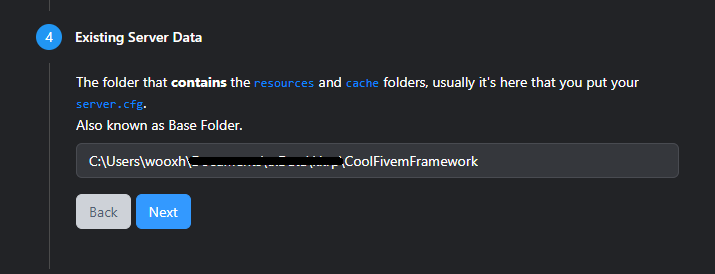 4 Existing Server Data
The folder that contains the resources and cache folders, usually it's here that you put your
server.cfg.
Also known as Base Folder.
C:\Users\wooxh\ \CoolFivemFramework
Back Next